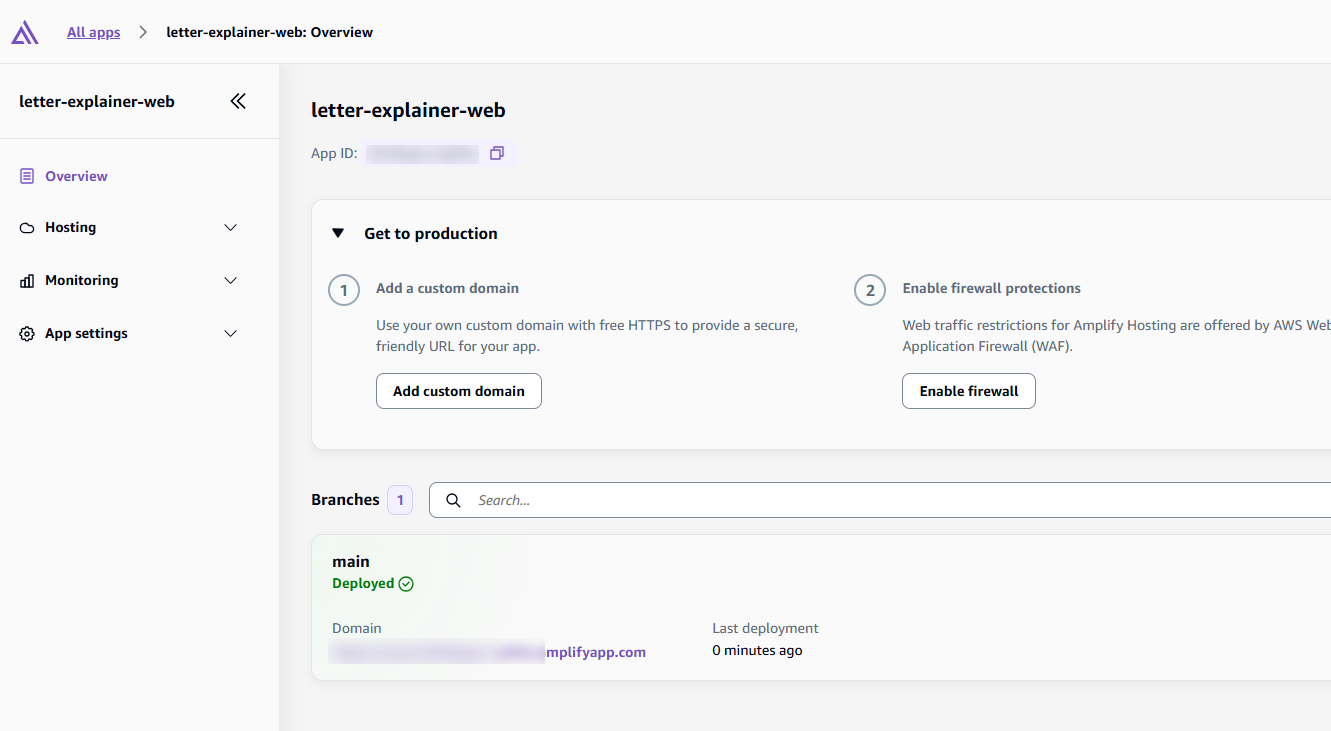 All apps > letter-explainer-web: Overview
letter-explainer-web
Overview
Hosting
Monitoring
App settings
letter-explainer-web
App ID:
Get to production
1 Add a custom domain
Use your own custom domain with free HTTPS to provide a secure,
friendly URL for your app.
Add custom domain
2 Enable firewall protections
Web traffic restrictions for Amplify Hosting are offered by AWS Web
Application Firewall (WAF).
Enable firewall
Branches 1
Search...
main
Deployed
Domain
mplifyapp.com
Last deployment
0 minutes ago